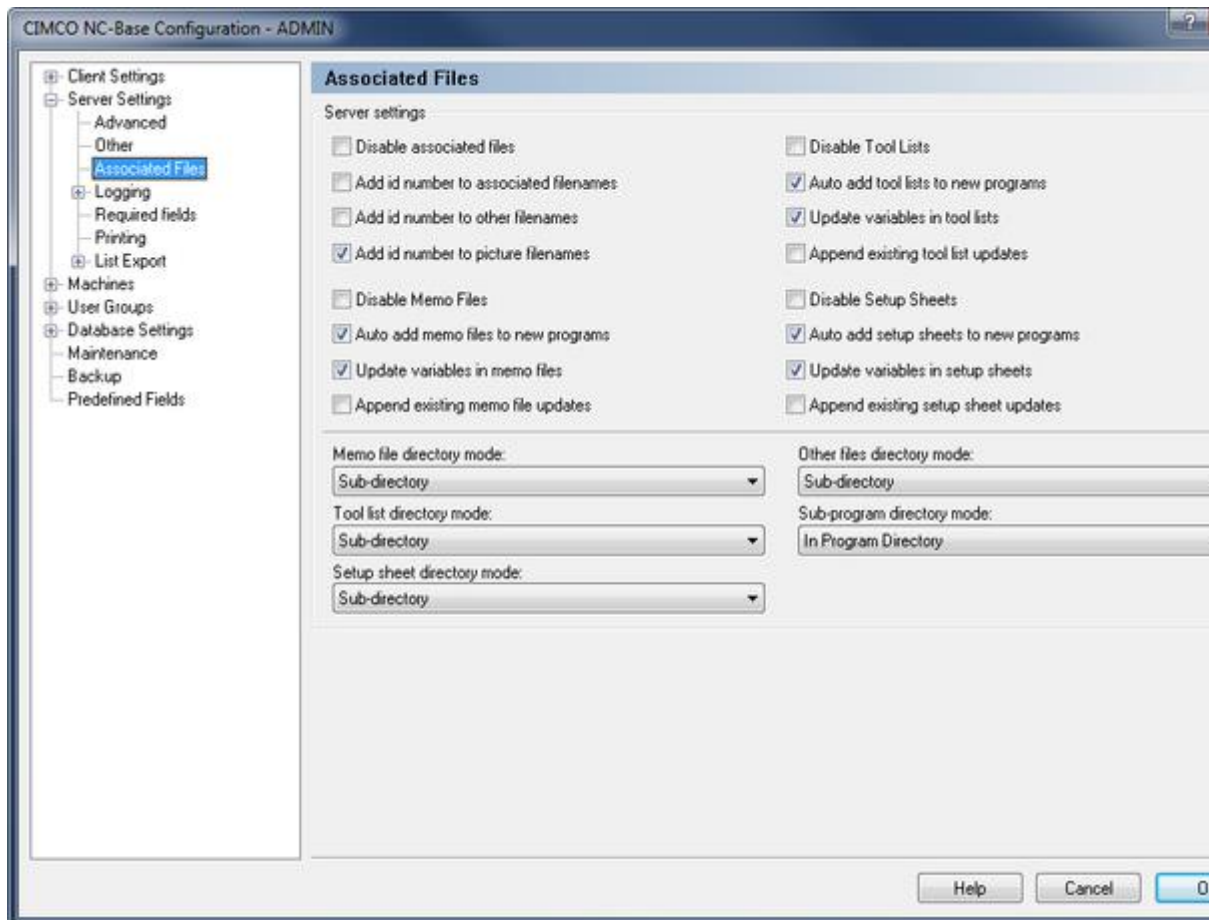 CIMCO NC-Base Configuration - ADMIN
?
Client Settings
Server Settings
Advanced
Other
Associated Files
Logging
Required fields
Printing
List Export
Machines
User Groups
Database Settings
Maintenance
Backup
Predefined Fields
Associated Files
Server settings
Disable associated files
Add id number to associated filenames
Add id number to other filenames
Add id number to picture filenames
Disable Tool Lists
Auto add tool lists to new programs
Update variables in tool lists
Append existing tool list updates
Disable Memo Files
Auto add memo files to new programs
Update variables in memo files
Append existing memo file updates
Disable Setup Sheets
Auto add setup sheets to new programs
Update variables in setup sheets
Append existing setup sheet updates
Memo file directory mode:
Sub-directory
Other files directory mode:
Sub-directory
Tool list directory mode:
Sub-directory
Sub-program directory mode:
In Program Directory
Setup sheet directory mode:
Sub-directory
Help
Cancel